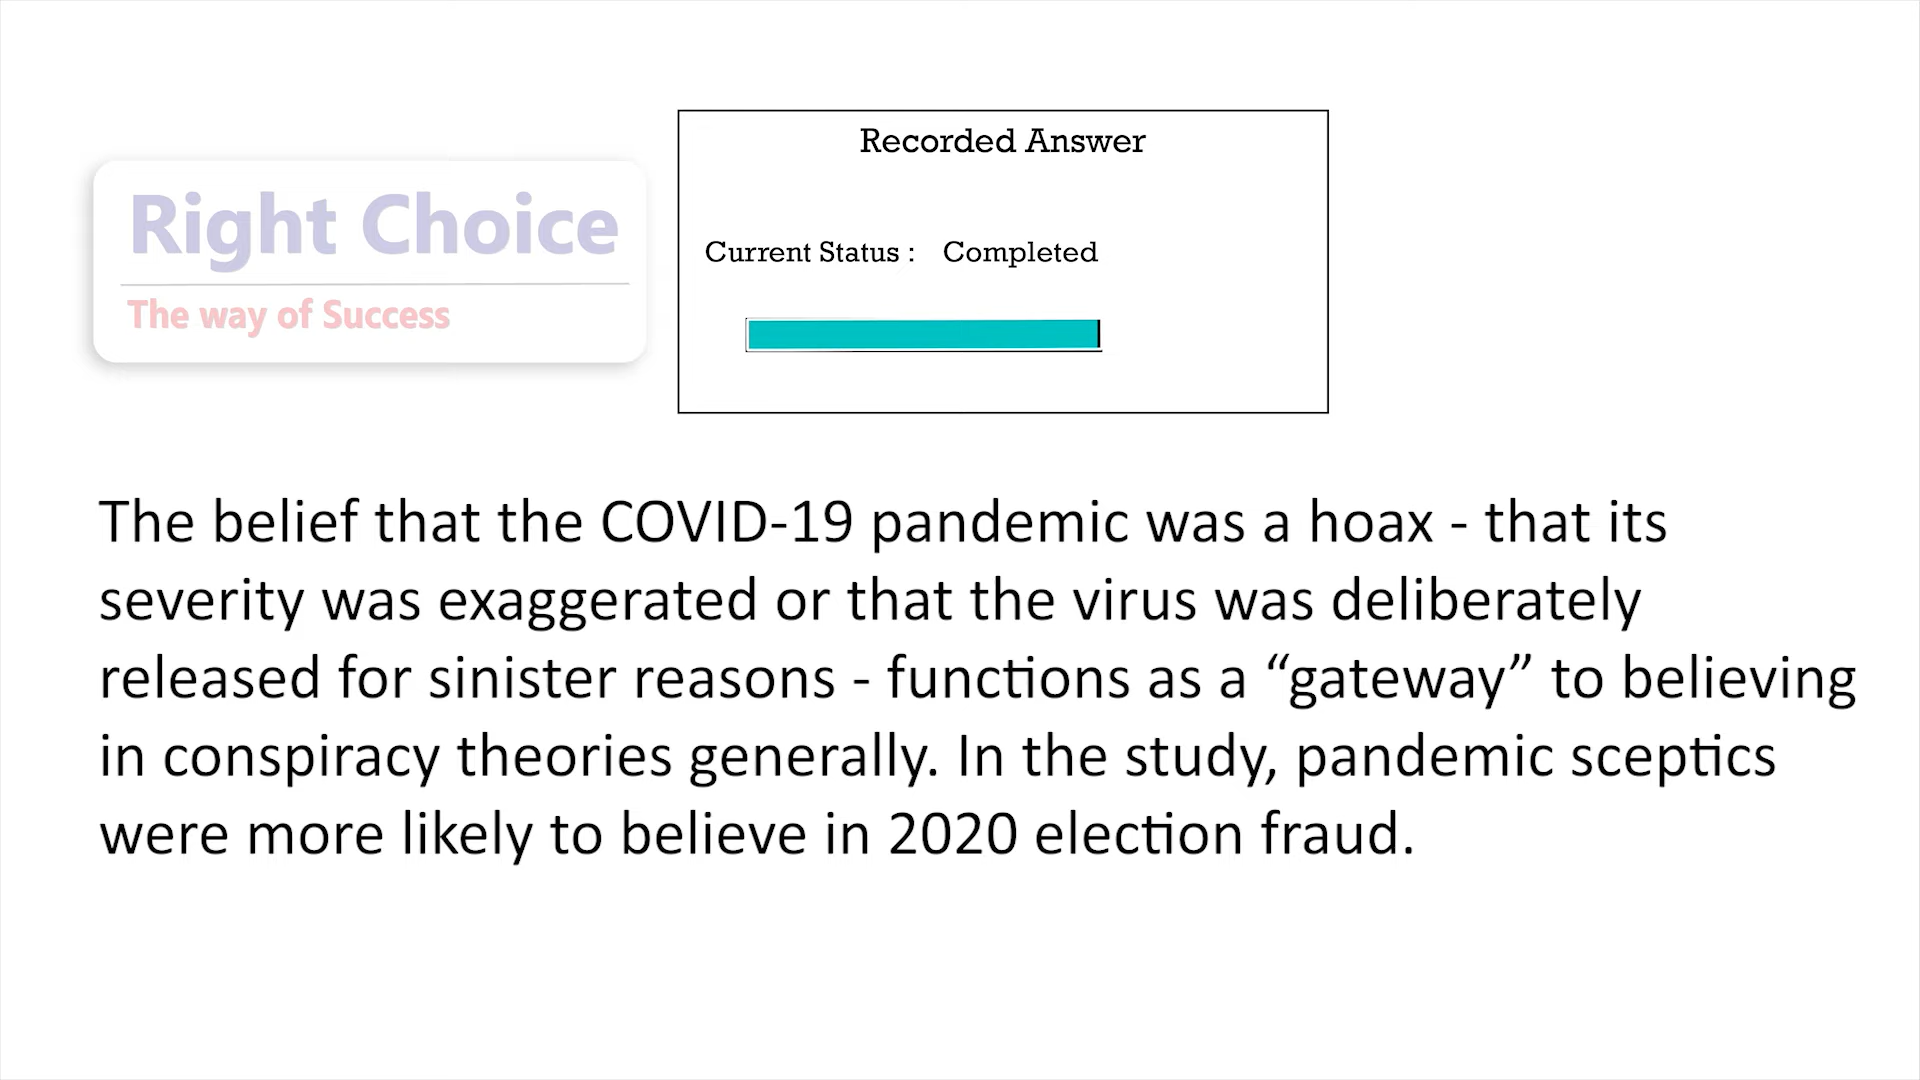 Right Choice
The way of Success
Recorded Answer
Current Status : Completed
The belief that the COVID-19 pandemic was a hoax - that its
severity was exaggerated or that the virus was deliberately
released for sinister reasons - functions as a “gateway” to believing
in conspiracy theories generally. In the study, pandemic sceptics
were more likely to believe in 2020 election fraud.